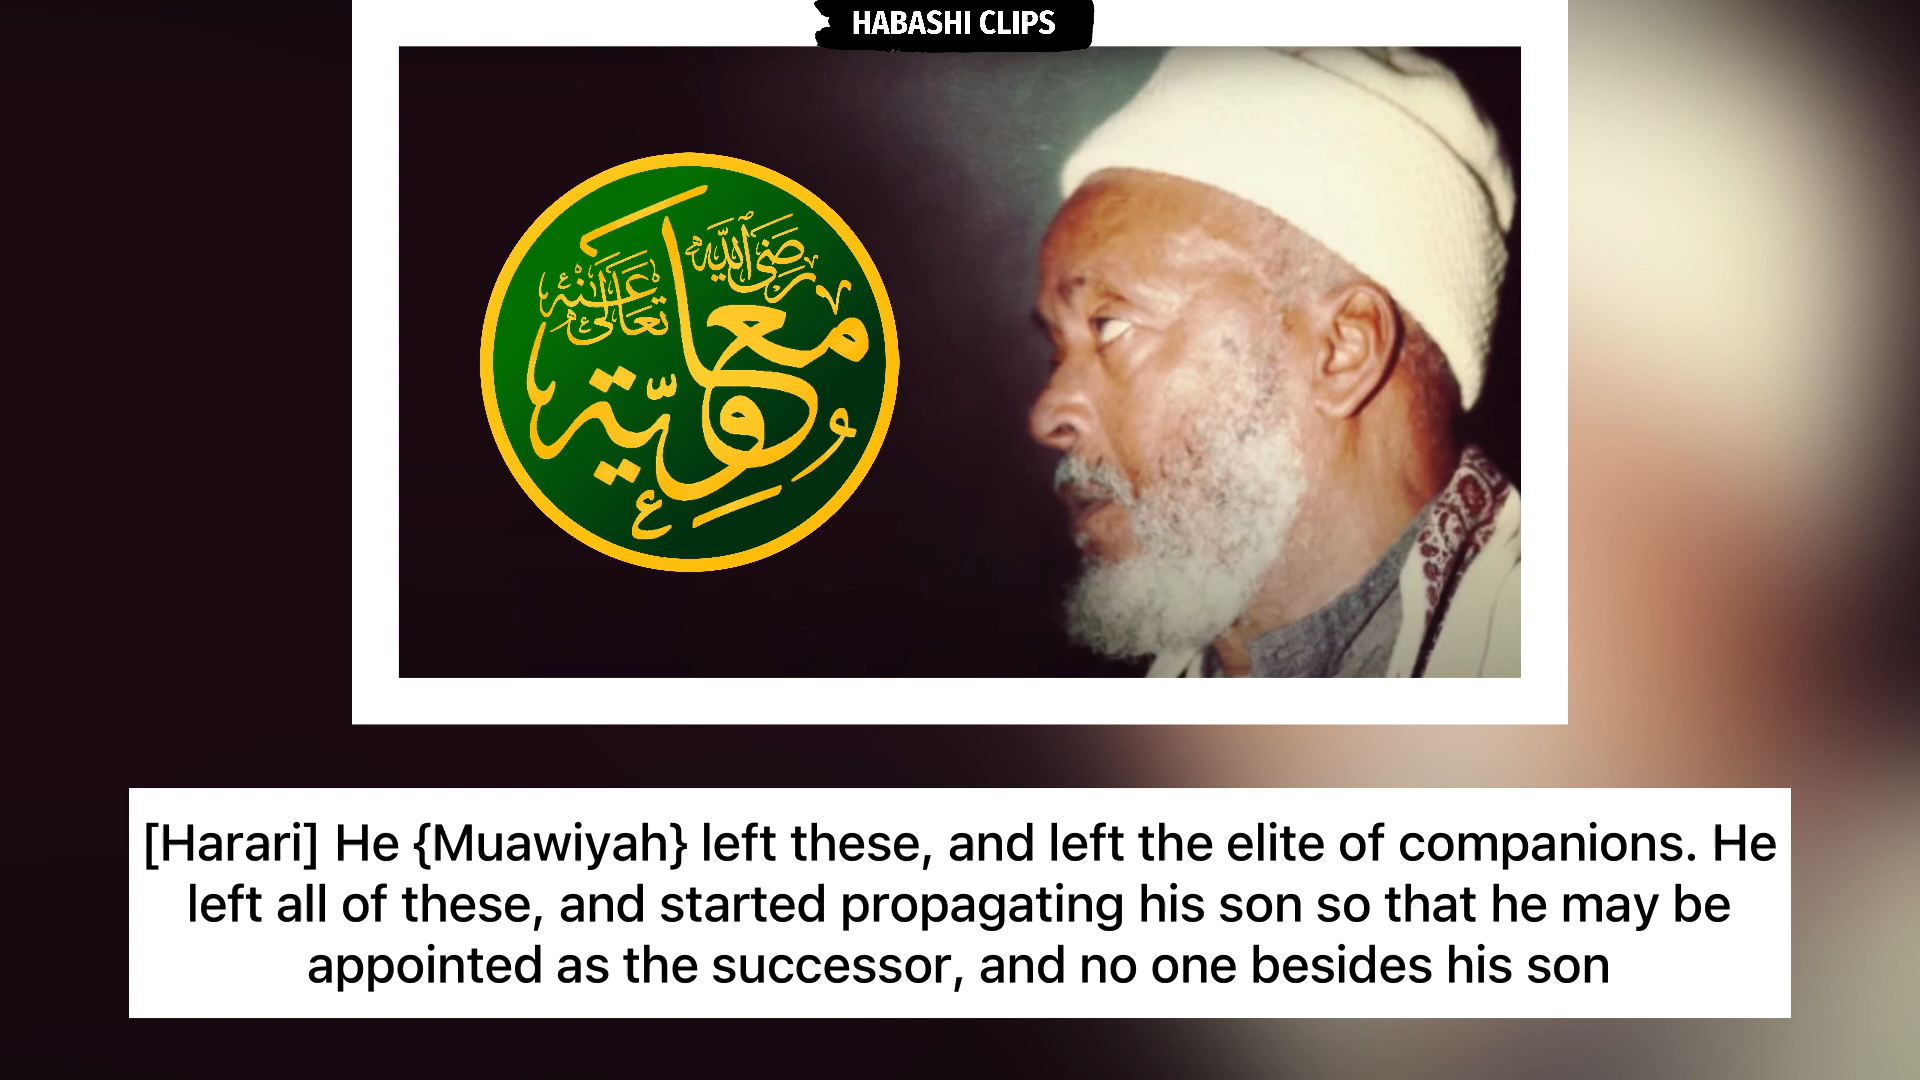 HABASHI CLIPS
رضي الله
تعالى عنه
معاوية
[Harari] He {Muawiyah} left these, and left the elite of companions. He
left all of these, and started propagating his son so that he may be
appointed as the successor, and no one besides his son